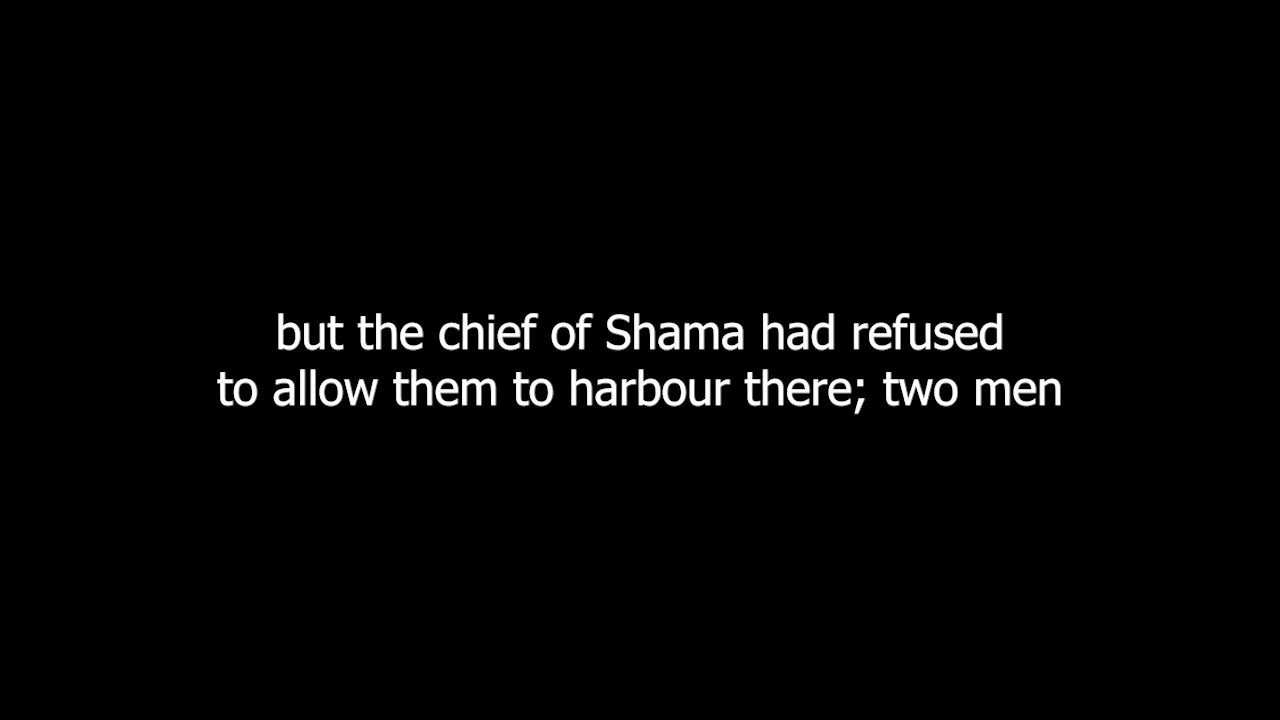 but the chief of Shama had refused
to allow them to harbour there; two men